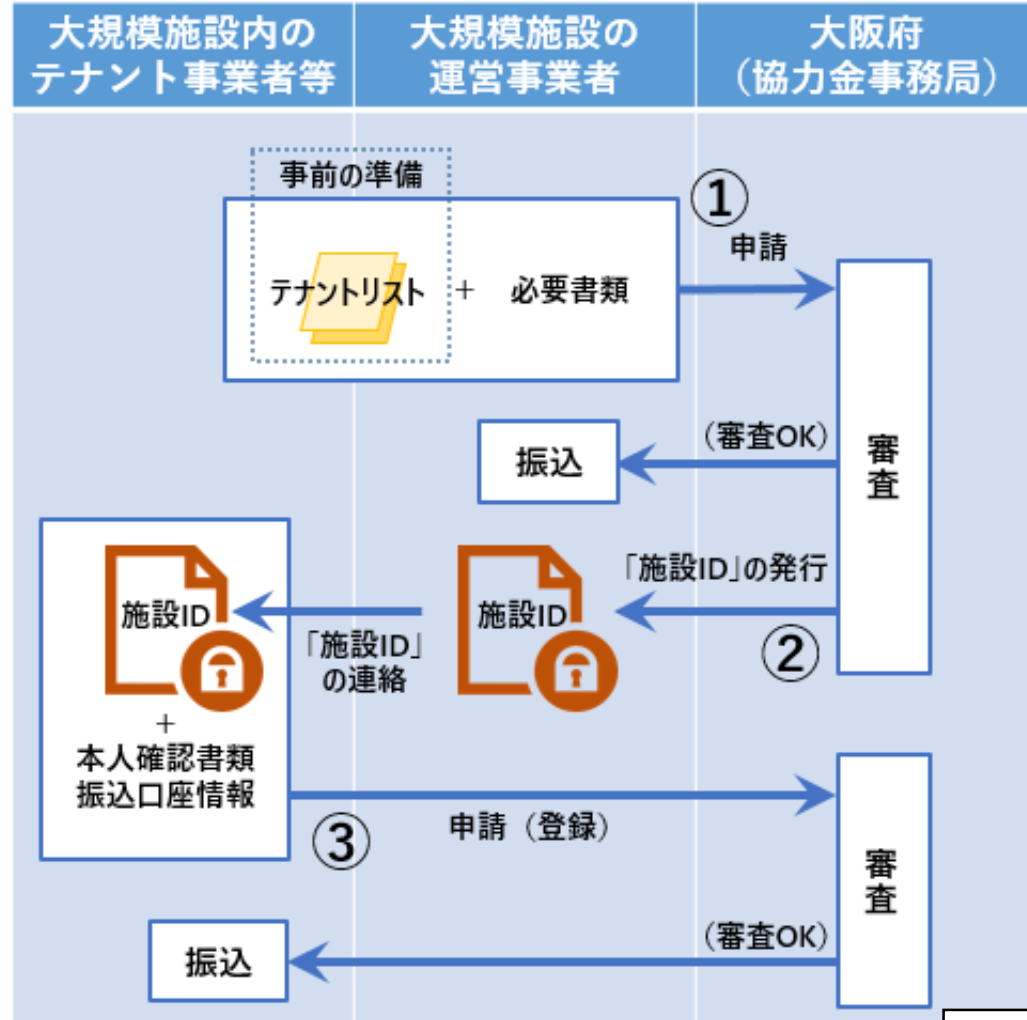 大規模施設内の
テナント事業者等
大規模施設の
運営事業者
大阪府
（協力金事務局）
事前の準備
①
申請
テナントリスト + 必要書類
（審査OK）
振込
審査
「施設ID」の発行
施設ID
施設ID
「施設ID」
の連絡
②
+
本人確認書類
振込口座情報
③
申請（登録）
審査
（審査OK）
振込